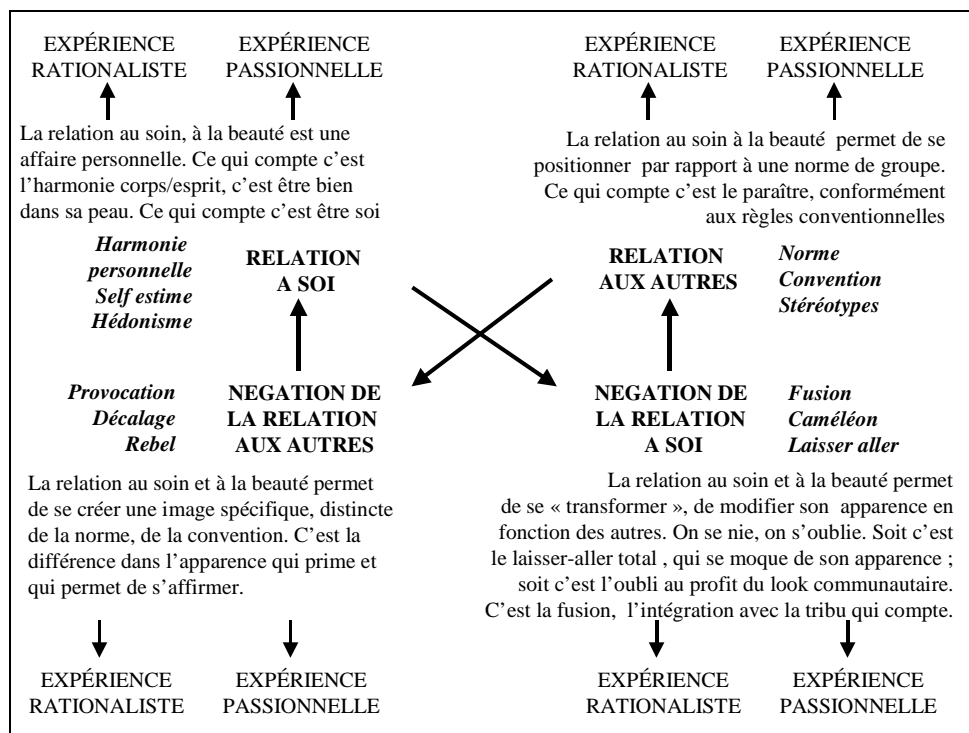 EXPÉRIENCE
RATIONALISTE
EXPÉRIENCE
PASSIONNELLE
EXPÉRIENCE
RATIONALISTE
EXPÉRIENCE
PASSIONNELLE
La relation au soin, à la beauté est une
affaire personnelle. Ce qui compte c’est
l’harmonie corps/esprit, c’est être bien
dans sa peau. Ce qui compte c’est être soi
La relation au soin à la beauté permet de se
positionner par rapport à une norme de groupe.
Ce qui compte c’est le paraître, conformément
aux règles conventionnelles
Harmonie
personnelle
Self estime
Hédonisme
RELATION
A SOI
RELATION
AUX AUTRES
Norme
Convention
Stéréotypes
Provocation
Décalage
Rebel
NEGATION DE
LA RELATION
AUX AUTRES
NEGATION DE
LA RELATION
A SOI
Fusion
Caméléon
Laisser aller
La relation au soin et à la beauté permet
de se créer une image spécifique, distincte
de la norme, de la convention. C’est la
différence dans l’apparence qui prime et
qui permet de s’affirmer.
La relation au soin et à la beauté permet
de se « transformer », de modifier son apparence en
fonction des autres. On se nie, on s’oublie. Soit c’est
le laisser-aller total , qui se moque de son apparence ;
soit c’est l’oubli au profit du look communautaire.
C’est la fusion, l’intégration avec la tribu qui compte.
EXPÉRIENCE
RATIONALISTE
EXPÉRIENCE
PASSIONNELLE
EXPÉRIENCE
RATIONALISTE
EXPÉRIENCE
PASSIONNELLE